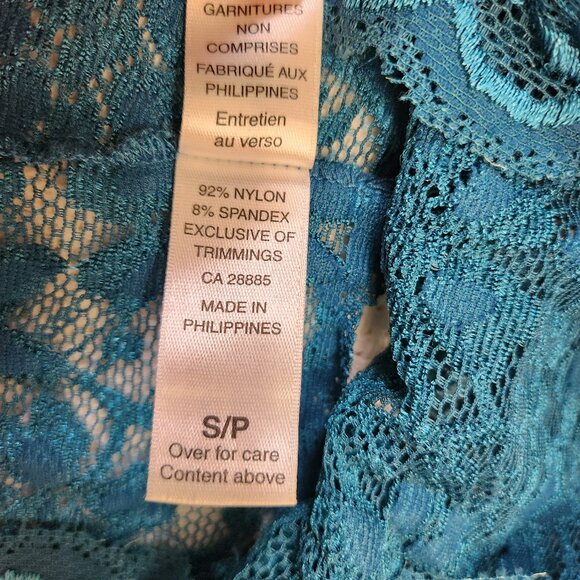 GARNITURES
NON
COMPRISES
FABRIQUÉ AUX
PHILIPPINES
Entretien
au verso
92% NYLON
8% SPANDEX
EXCLUSIVE OF
TRIMMINGS
CA 28885
MADE IN
PHILIPPINES
S/P
Over for care
Content above